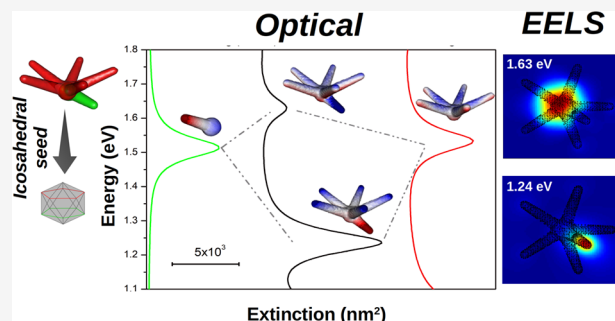 Optical
EELS
Icosahedral
seed
Energy (eV)
1.8
1.7
1.6
1.5
1.4
1.3
1.2
1.1
5x10³
Extinction (nm²)
1.63 eV
1.24 eV